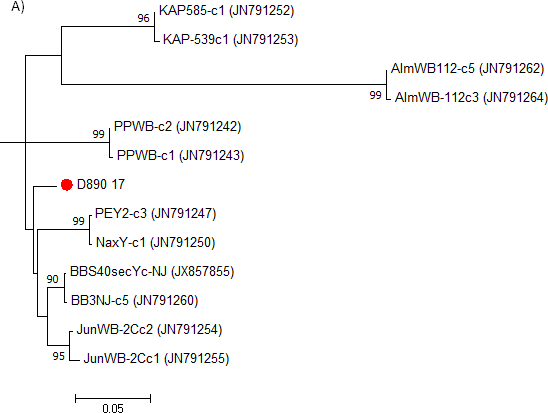 A)
96
KAP585-c1 (JN791252)
KAP-539c1 (JN791253)
AlmWB112-c5 (JN791262)
99
AlmWB-112c3 (JN791264)
99
PPWB-c2 (JN791242)
PPWB-c1 (JN791243)
D890 17
99
PEY2-c3 (JN791247)
NaxY-c1 (JN791250)
90
BBS40secYc-NJ (JX857855)
BB3NJ-c5 (JN791260)
JunWB-2Cc2 (JN791254)
95
JunWB-2Cc1 (JN791255)
0.05